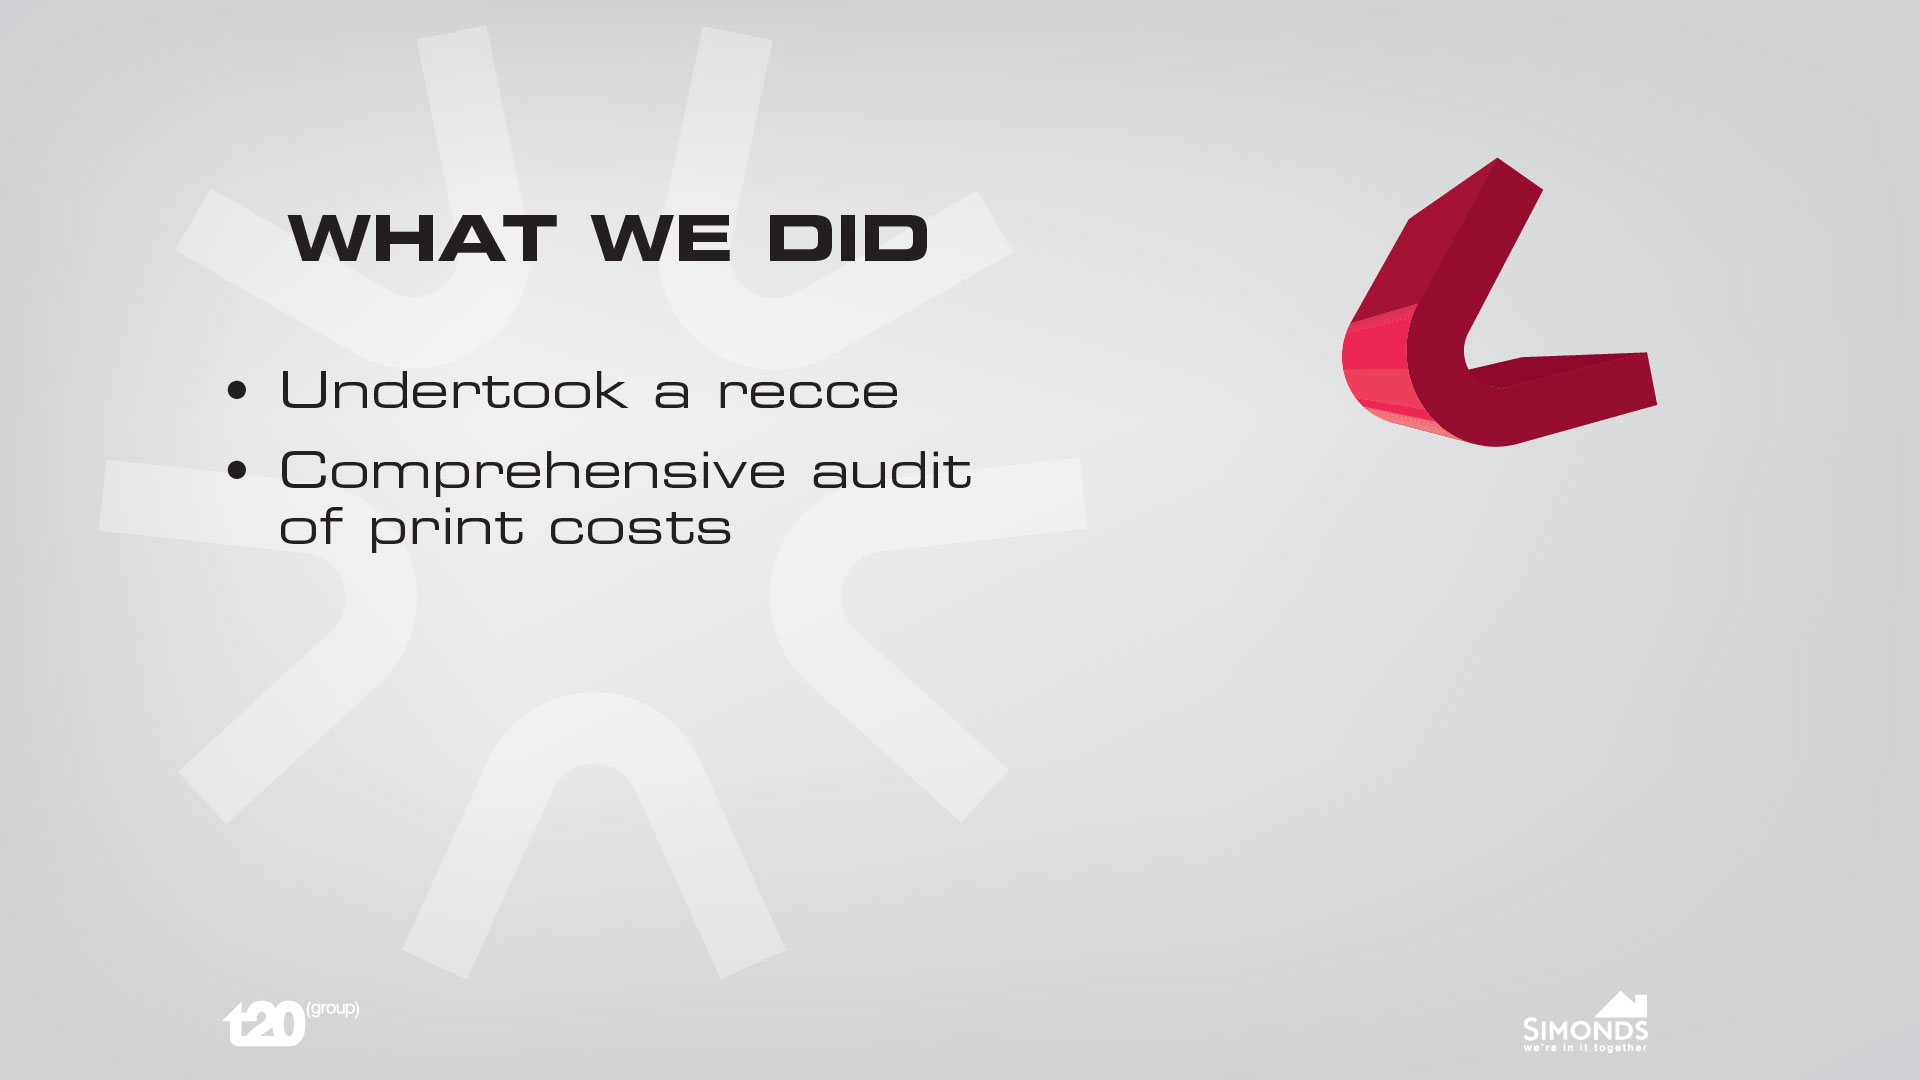 WHAT WE DID
• Undertook a recce
• Comprehensive audit
of print costs
t20 (group)
SIMONDS
we're in it together